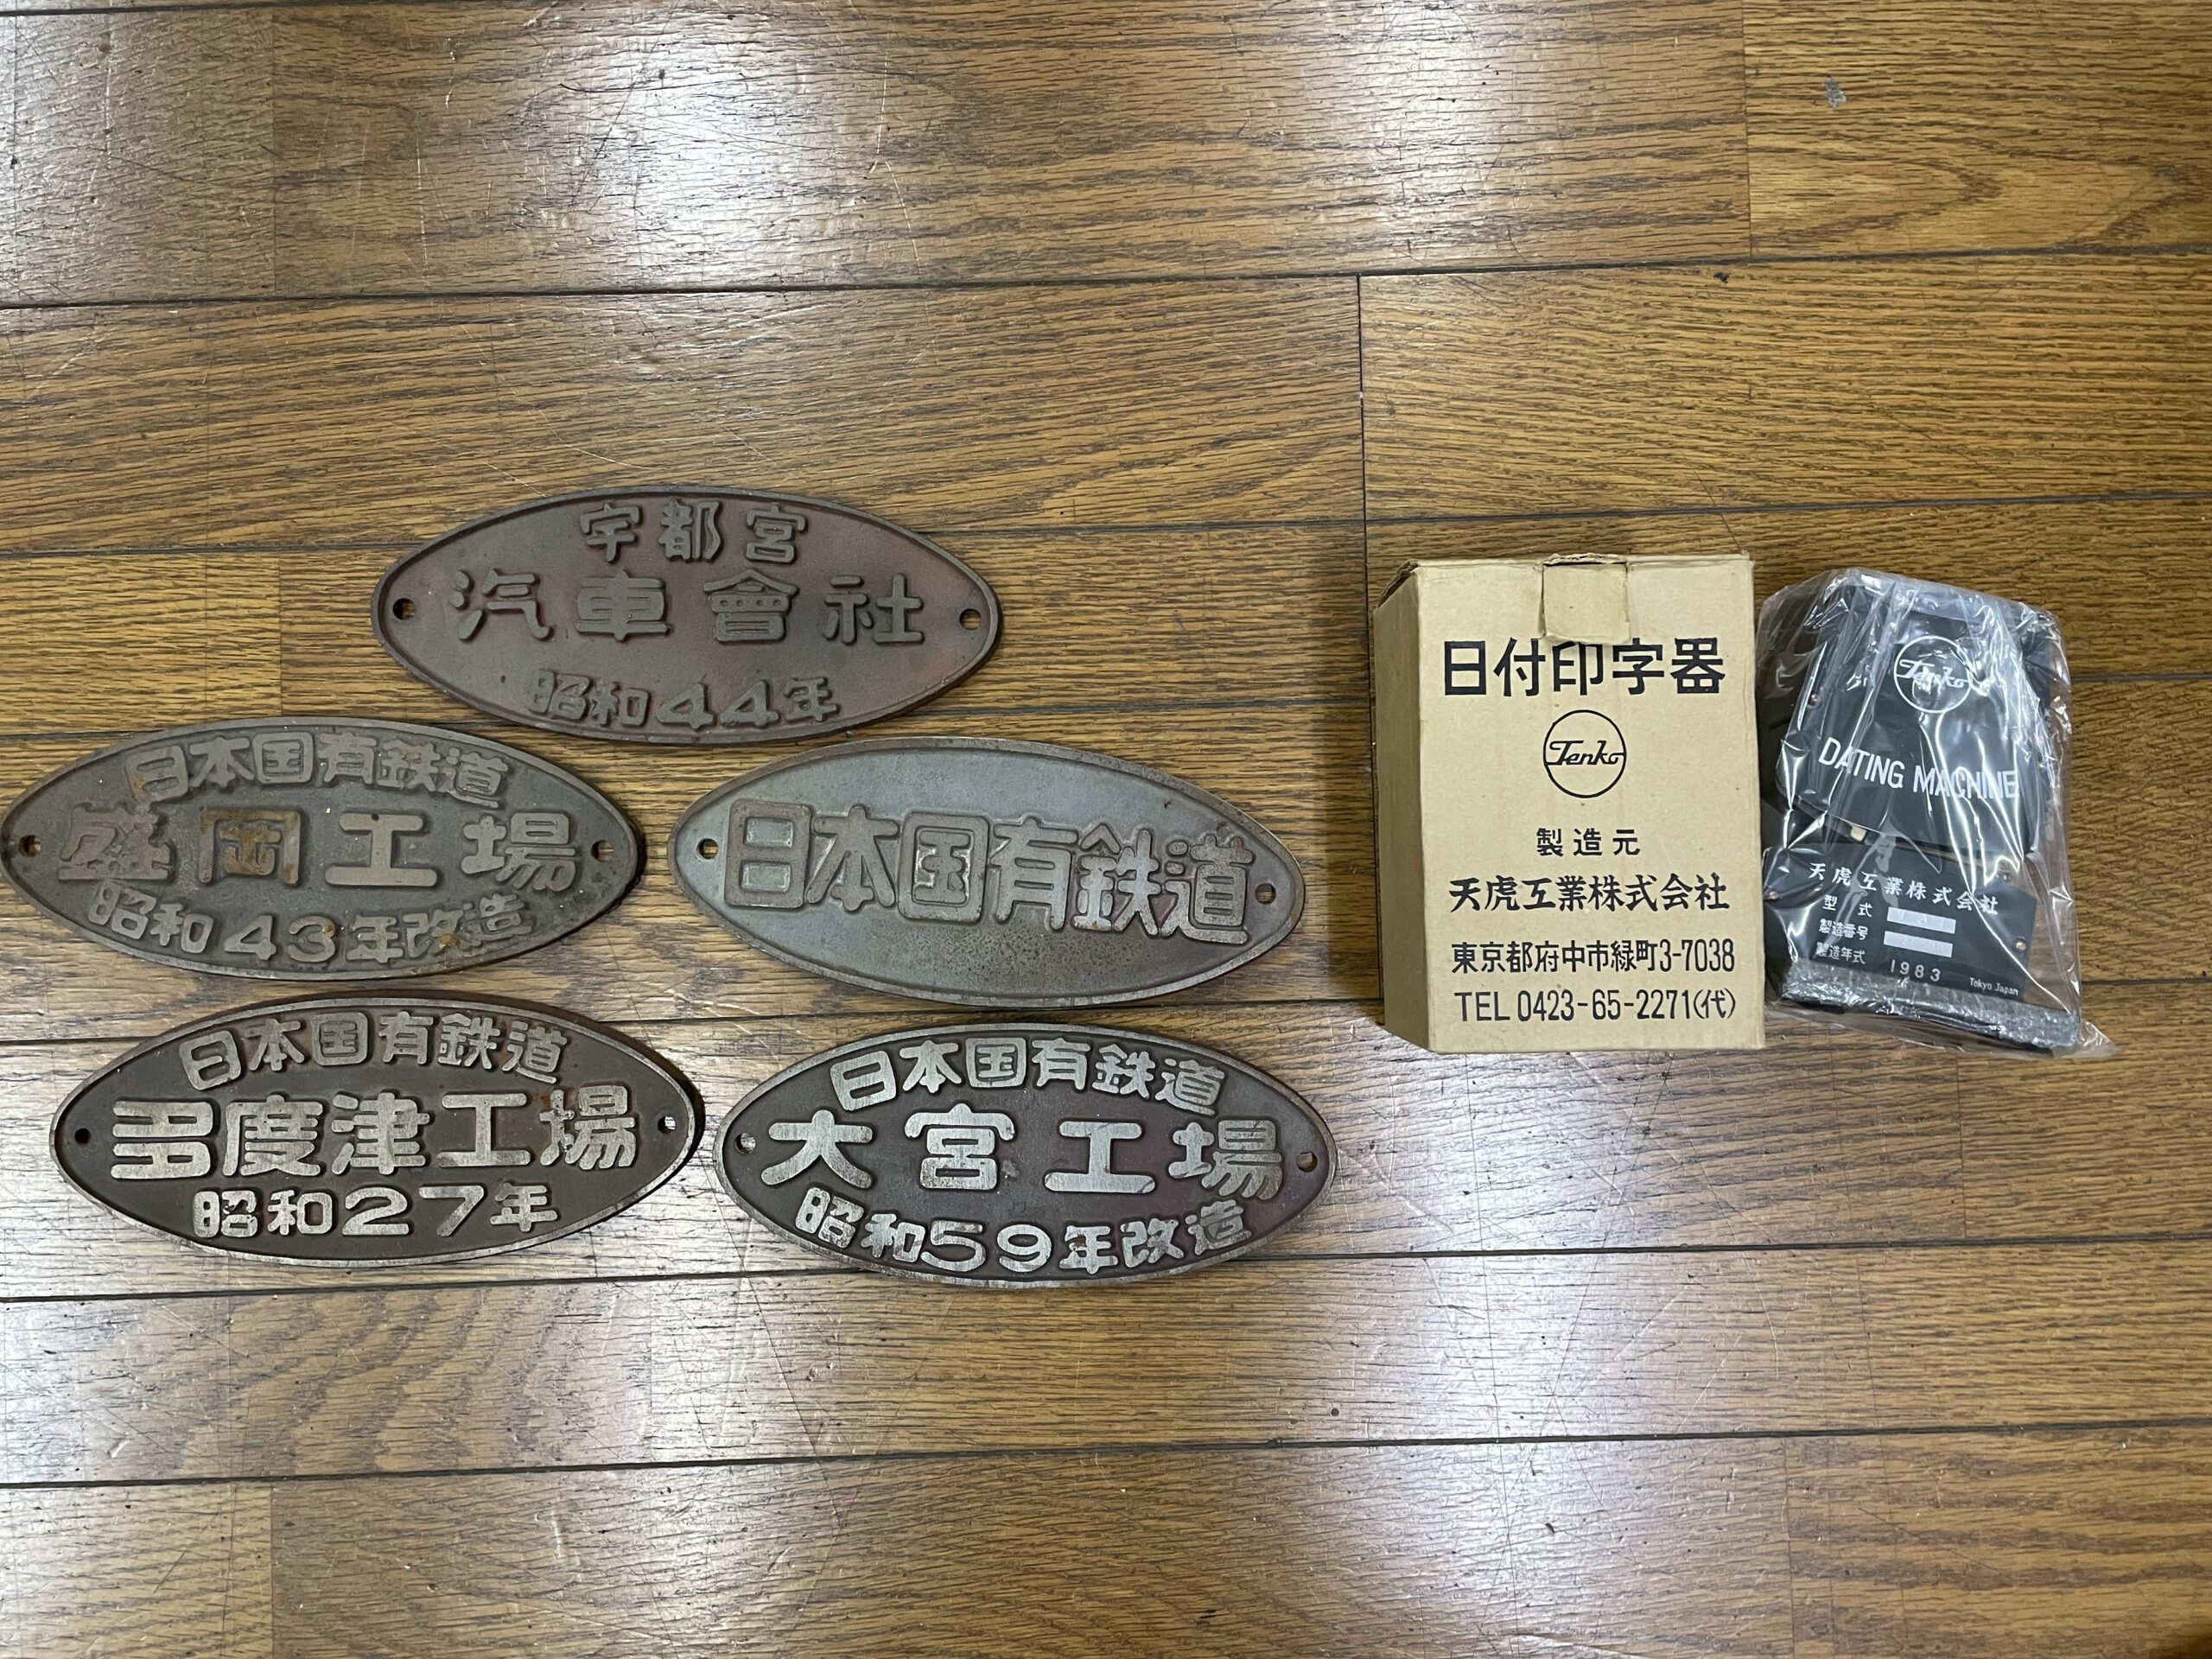 宇都宮
汽車會社
昭和44年
日本国有鉄道
盛岡工場
昭和43年改造
日本国有鉄道
日本国有鉄道
多度津工場
昭和27年
日本国有鉄道
大宮工場
昭和59年改造
日付印字器
Tenko
製造元
天虎工業株式会社
東京都府中市緑町3-7038
TEL 0423-65-2271(代)
Tenko
DATING MACHINE
天虎工業株式会社
型式
製造番号
製造年式 1983
Tokyo Japan